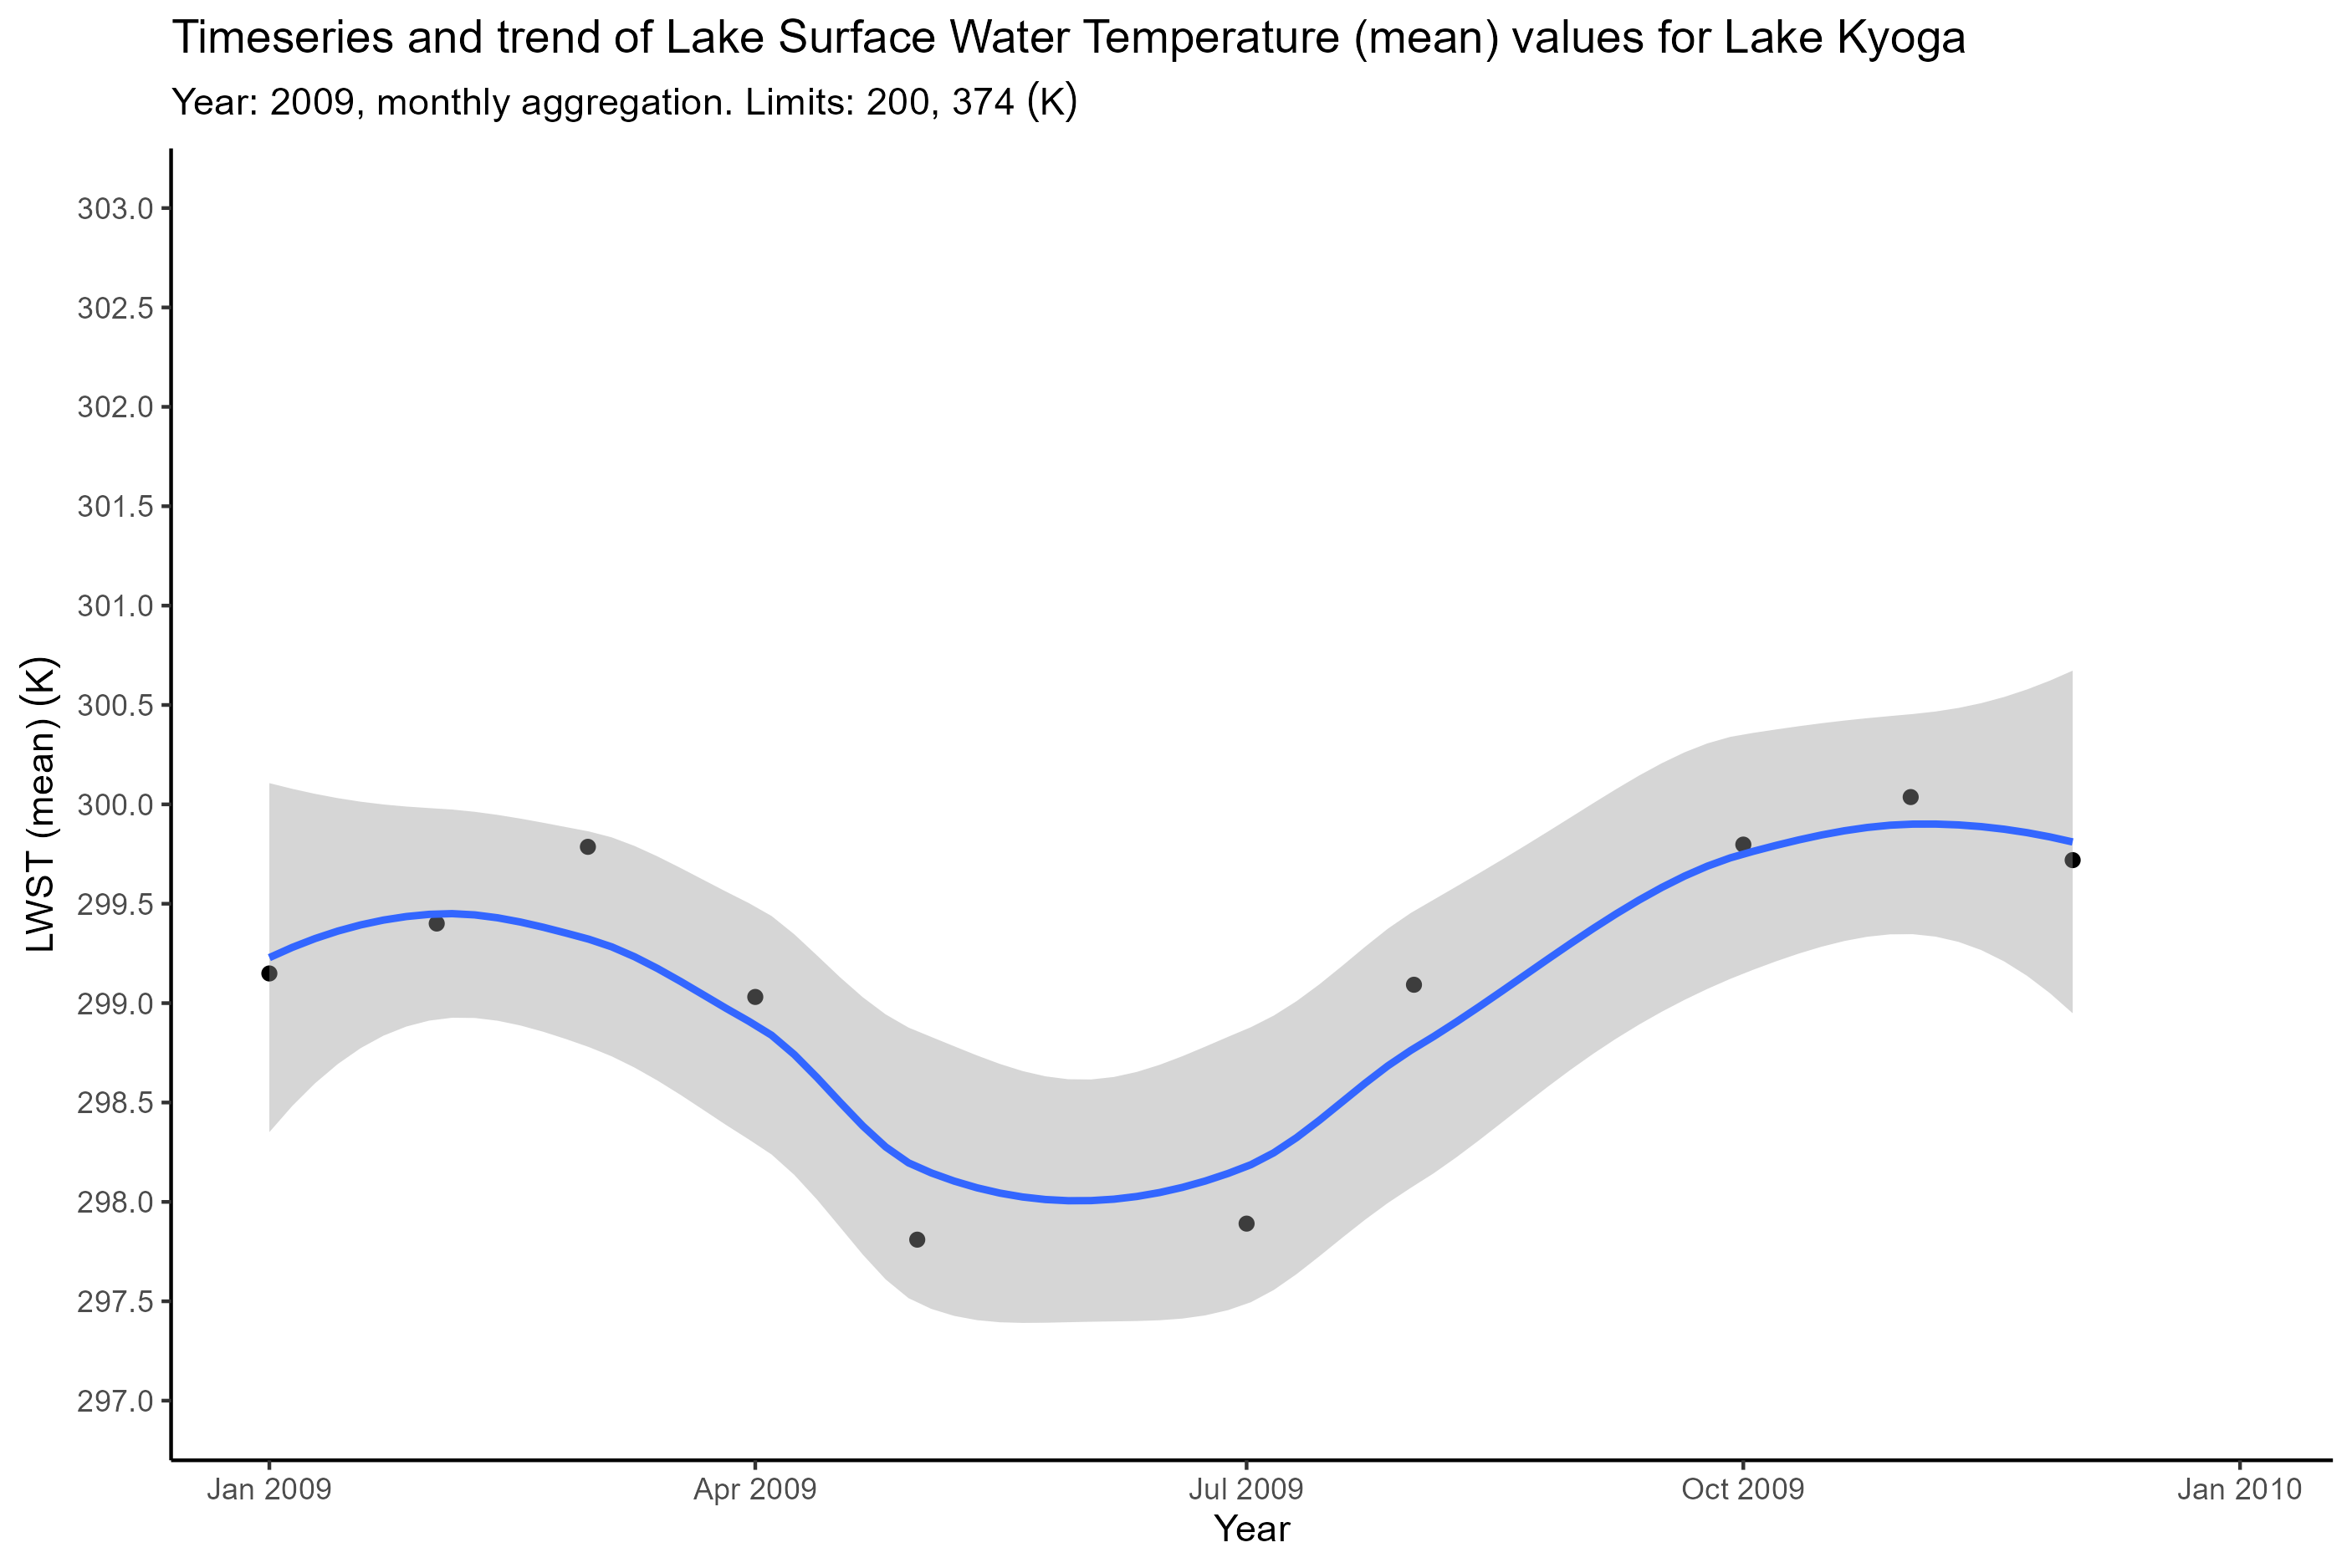 Timeseries and trend of Lake Surface Water Temperature (mean) values for Lake Kyoga
Year: 2009, monthly aggregation. Limits: 200, 374 (K)
LWST (mean) (K)
303.0
302.5
302.0
301.5
301.0
300.5
300.0
299.5
299.0
298.5
298.0
297.5
297.0
Jan 2009 Apr 2009 Jul 2009 Oct 2009 Jan 2010
Year